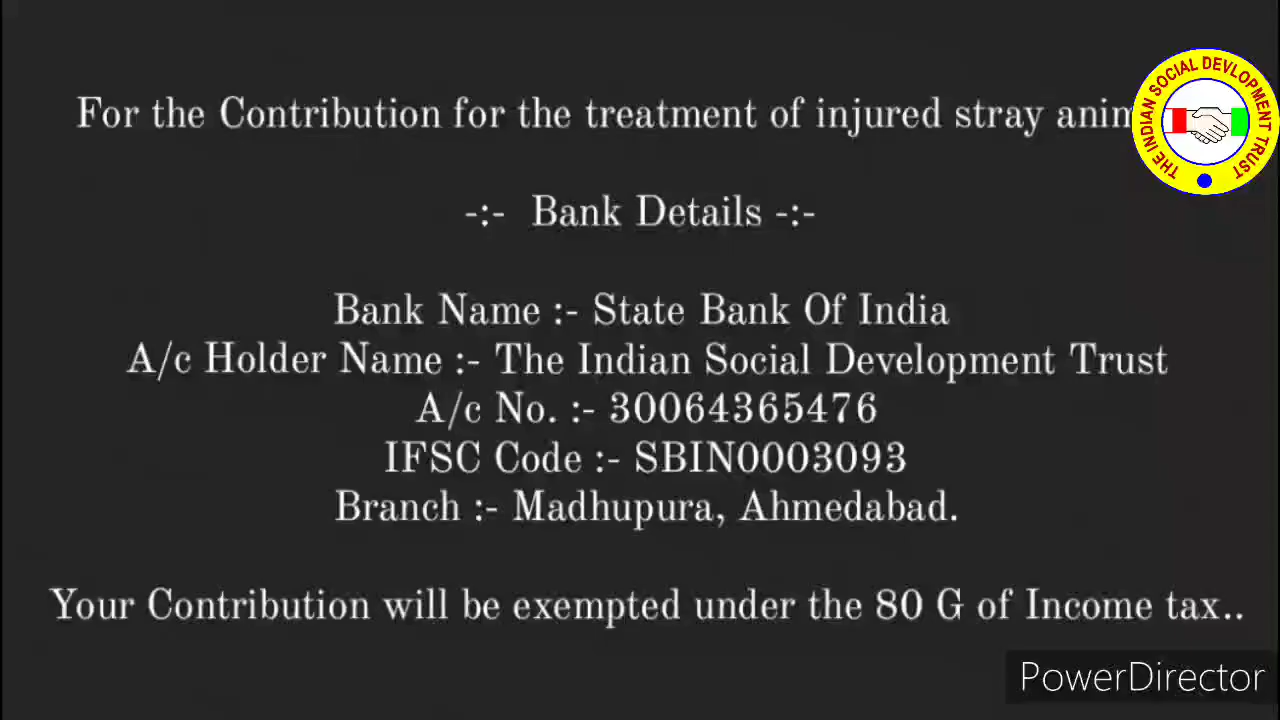 For the Contribution for the treatment of injured stray
-:- Bank Details -:-
Bank Name :- State Bank Of India
A/c Holder Name :- The Indian Social Development Trust
A/c No. :- 30064365476
IFSC Code :- SBIN0003093
Branch :- Madhupura, Ahmedabad.
Your Contribution will be exempted under the 80 G of Income tax..
THE INDIAN SOCIAL DEVLOPMENT TRUST
PowerDirector